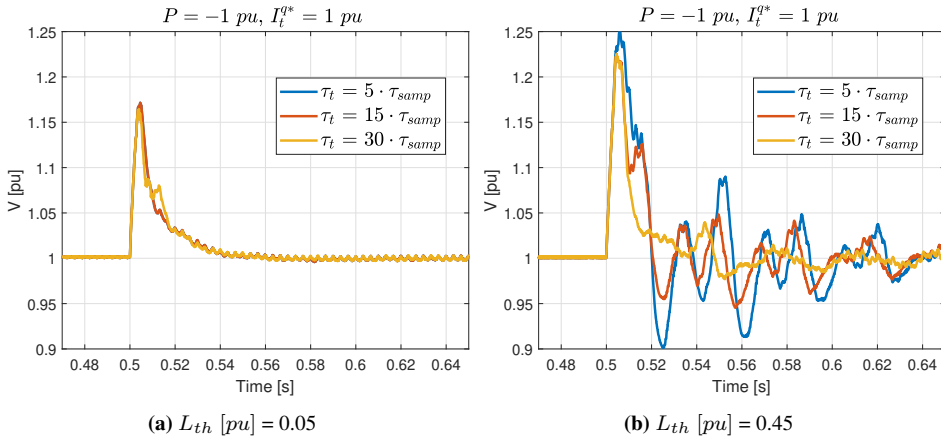 P = −1 pu, I_t^{q*} = 1 pu
1.25
1.2
1.15
1.1
1.05
1
0.95
0.9
V [pu]
τ_t = 5 · τ_samp
τ_t = 15 · τ_samp
τ_t = 30 · τ_samp
0.48 0.5 0.52 0.54 0.56 0.58 0.6 0.62 0.64
Time [s]
(a) L_th [pu] = 0.05
P = −1 pu, I_t^{q*} = 1 pu
1.25
1.2
1.15
1.1
1.05
1
0.95
0.9
V [pu]
τ_t = 5 · τ_samp
τ_t = 15 · τ_samp
τ_t = 30 · τ_samp
0.48 0.5 0.52 0.54 0.56 0.58 0.6 0.62 0.64
Time [s]
(b) L_th [pu] = 0.45